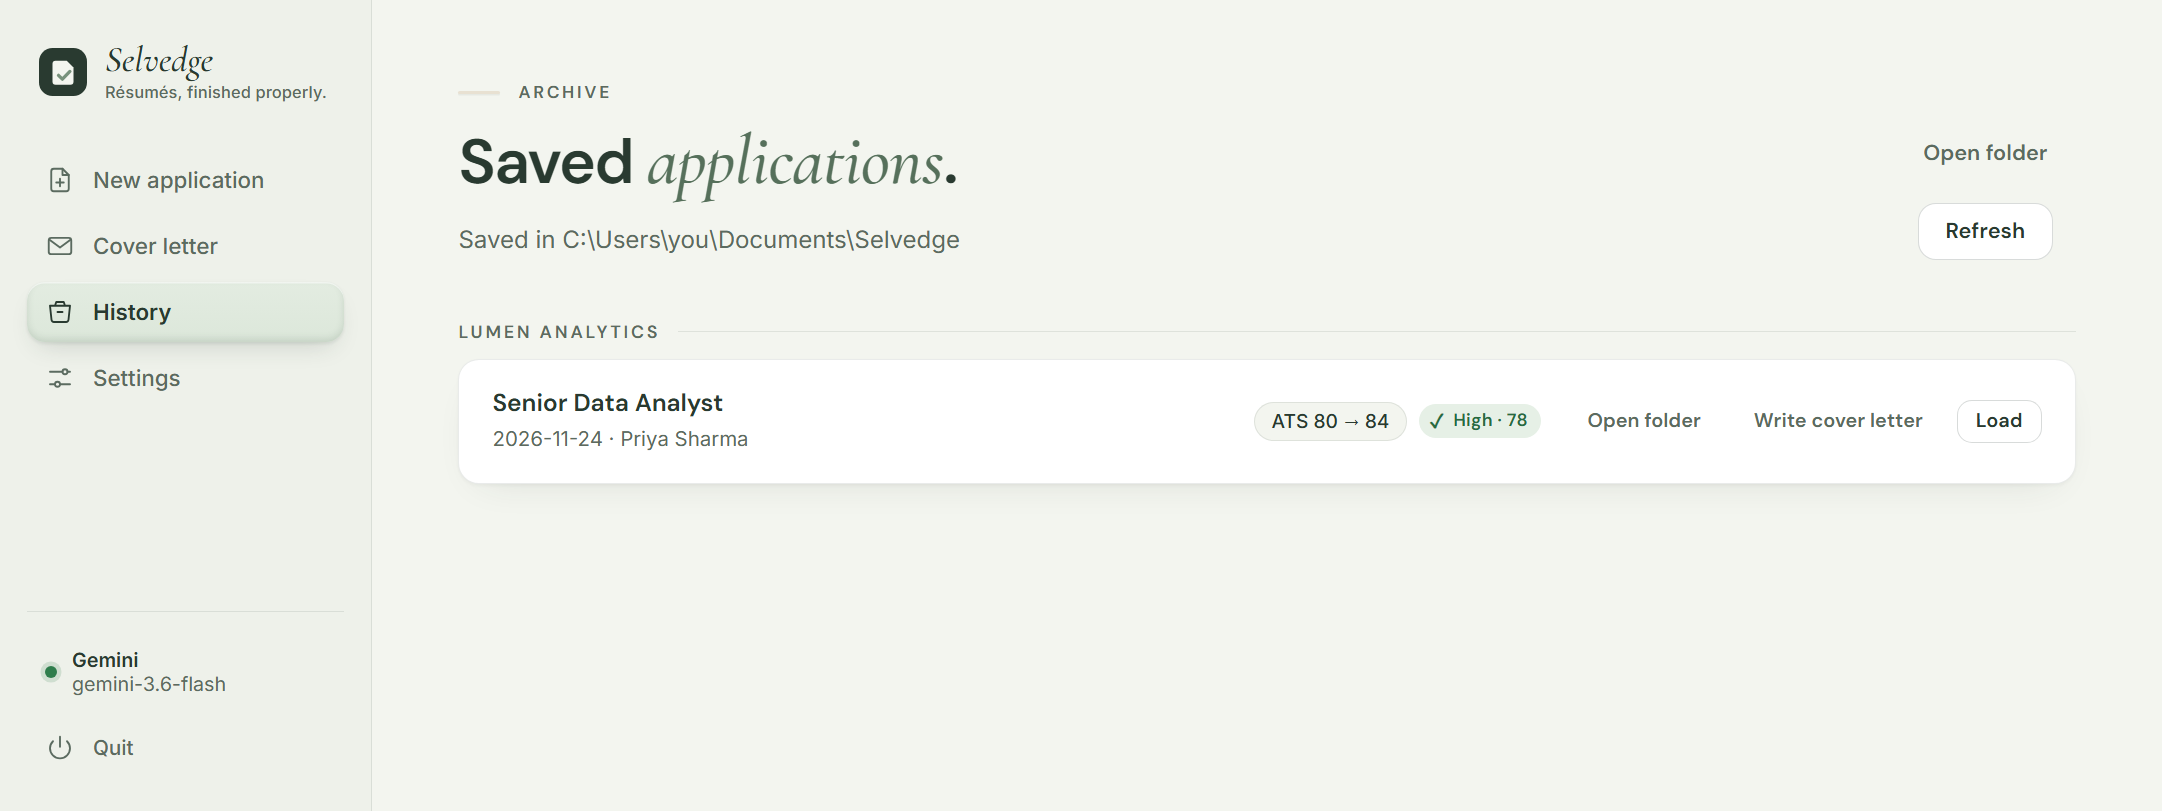 Selvedge
Résumés, finished properly.
New application
Cover letter
History
Settings
Gemini
gemini-3.6-flash
Quit
ARCHIVE
Saved applications.
Saved in C:\Users\you\Documents\Selvedge
Open folder
Refresh
LUMEN ANALYTICS
Senior Data Analyst
2026-11-24 · Priya Sharma
ATS 80 → 84
✓ High · 78
Open folder
Write cover letter
Load